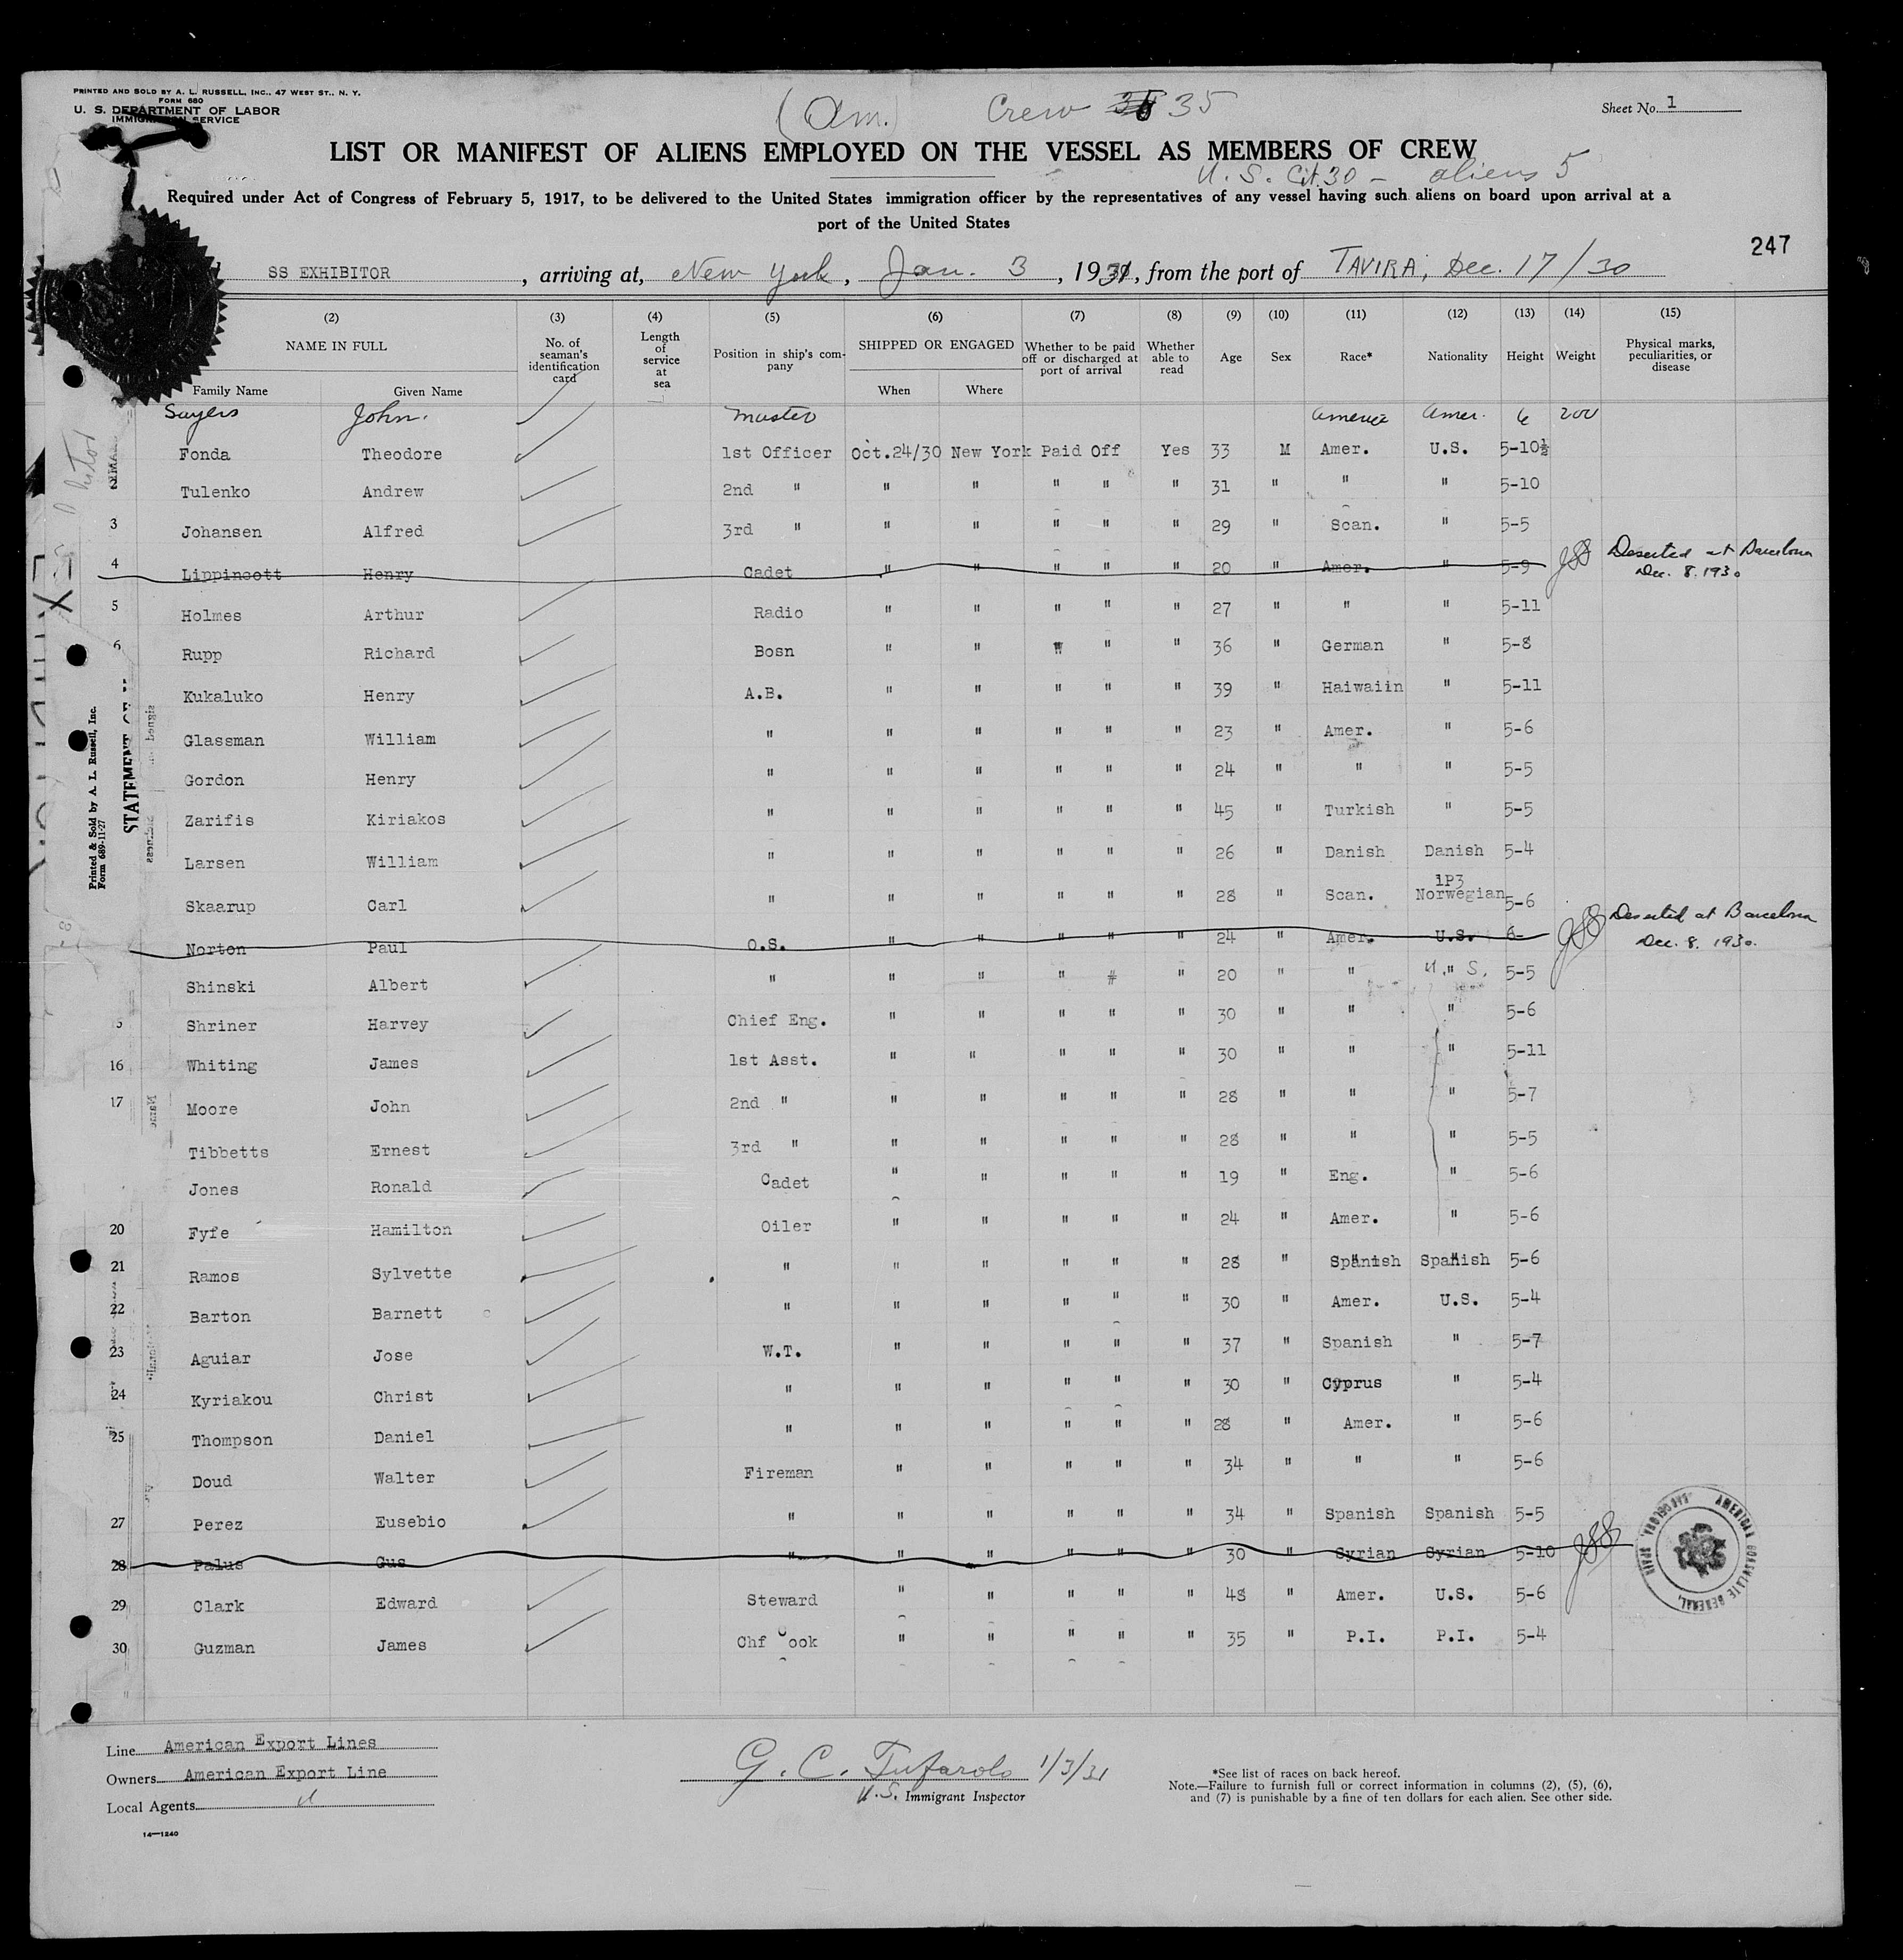 PRINTED AND SOLD BY A. L. RUSSELL, INC., 47 WEST ST., N. Y.
FORM 680
U. S. DEPARTMENT OF LABOR
IMMIGRATION SERVICE
(Am.) Crew 35
Sheet No. 1
LIST OR MANIFEST OF ALIENS EMPLOYED ON THE VESSEL AS MEMBERS OF CREW
U. S. Cit. 30 - aliens 5
Required under Act of Congress of February 5, 1917, to be delivered to the United States immigration officer by the representatives of any vessel having such aliens on board upon arrival at a
port of the United States
247
SS EXHIBITOR, arriving at, New York, Jan. 3, 1931, from the port of TAVIRA, Dec. 17/30
(2) (3) (4) (5) (6) (7) (8) (9) (10) (11) (12) (13) (14) (15)
NAME IN FULL No. of seaman's identification card Length of service at sea Position in ship's company SHIPPED OR ENGAGED Whether to be paid off or discharged at port of arrival Whether able to read Age Sex Race* Nationality Height Weight Physical marks, peculiarities, or disease
Family Name Given Name When Where
Sayers John. Master America Amer. 6 200
Fonda Theodore 1st Officer Oct.24/30 New York Paid Off Yes 33 M Amer. U.S. 5-10½
Tulenko Andrew 2nd " " " " " " 31 " " " 5-10
3 Johansen Alfred 3rd " " " " " " 29 " Scan. " 5-5
4 Lippincott Henry Cadet " " " " " 20 " Amer. " 5-9 JSS Deserted at Barcelona
Dec. 8. 1930
5 Holmes Arthur Radio " " " " " 27 " " " 5-11
6 Rupp Richard Bosn " " " " " 36 " German " 5-8
Kukaluko Henry A.B. " " " " " 39 " Haiwaiin " 5-11
Glassman William " " " " " " 23 " Amer. " 5-6
Gordon Henry " " " " " " 24 " " " 5-5
Zarifis Kiriakos " " " " " " 45 " Turkish " 5-5
Larsen William " " " " " " 26 " Danish Danish 5-4
1P3
Skaarup Carl " " " " " " 28 " Scan. Norwegian 5-6
Norton Paul O.S. " " " " " 24 " Amer. U.S. 6- JSS Deserted at Barcelona
Dec. 8. 1930.
Shinski Albert " " " " # " 20 " " U. " S. 5-5
5 Shriner Harvey Chief Eng. " " " " " 30 " " " 5-6
16 Whiting James 1st Asst. " " " " " 30 " " " 5-11
17 Moore John 2nd " " " " " " 28 " " " 5-7
Tibbetts Ernest 3rd " " " " " " 28 " " " 5-5
Jones Ronald Cadet " " " " " 19 " Eng. " 5-6
20 Fyfe Hamilton Oiler " " " " " 24 " Amer. " 5-6
21 Ramos Sylvette " " " " " " 28 " Spanish Spanish 5-6
22 Barton Barnett " " " " " " 30 " Amer. U.S. 5-4
23 Aguiar Jose W.T. " " " " " 37 " Spanish " 5-7
24 Kyriakou Christ " " " " " " 30 " Cyprus " 5-4
25 Thompson Daniel " " " " " " 28 " Amer. " 5-6
Doud Walter Fireman " " " " " 34 " " " 5-6
27 Perez Eusebio " " " " " " 34 " Spanish Spanish 5-5
28 Palus Gus " " " " " " 30 " Syrian Syrian 5-10 JSS
29 Clark Edward Steward " " " " " 48 " Amer. U.S. 5-6
30 Guzman James Chf Cook " " " " " 35 " P.I. P.I. 5-4
AMERICAN CONSULATE GENERAL, BARCELONA, SPAIN
Printed & Sold by A. L. Russell, Inc.
Form 689-11-27
STATEMENT OF
Line American Export Lines
Owners American Export Line
Local Agents "
G. C. Tufarolo 1/3/31
U.S. Immigrant Inspector
*See list of races on back hereof.
Note.—Failure to furnish full or correct information in columns (2), (5), (6),
and (7) is punishable by a fine of ten dollars for each alien. See other side.
14—1240